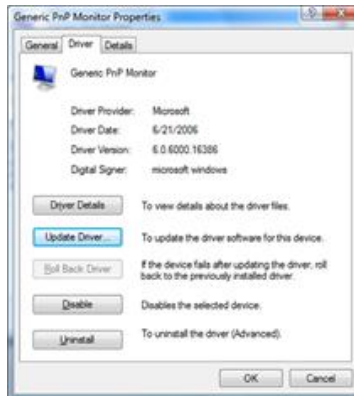 Generic PnP Monitor Properties
General Driver Details
Generic PnP Monitor
Driver Provider: Microsoft
Driver Date: 6/21/2006
Driver Version: 6.0.6000.16386
Digital Signer: microsoft windows
Driver Details To view details about the driver files.
Update Driver... To update the driver software for this device.
Roll Back Driver If the device fails after updating the driver, roll
back to the previously installed driver.
Disable Disables the selected device.
Uninstall To uninstall the driver (Advanced).
OK Cancel